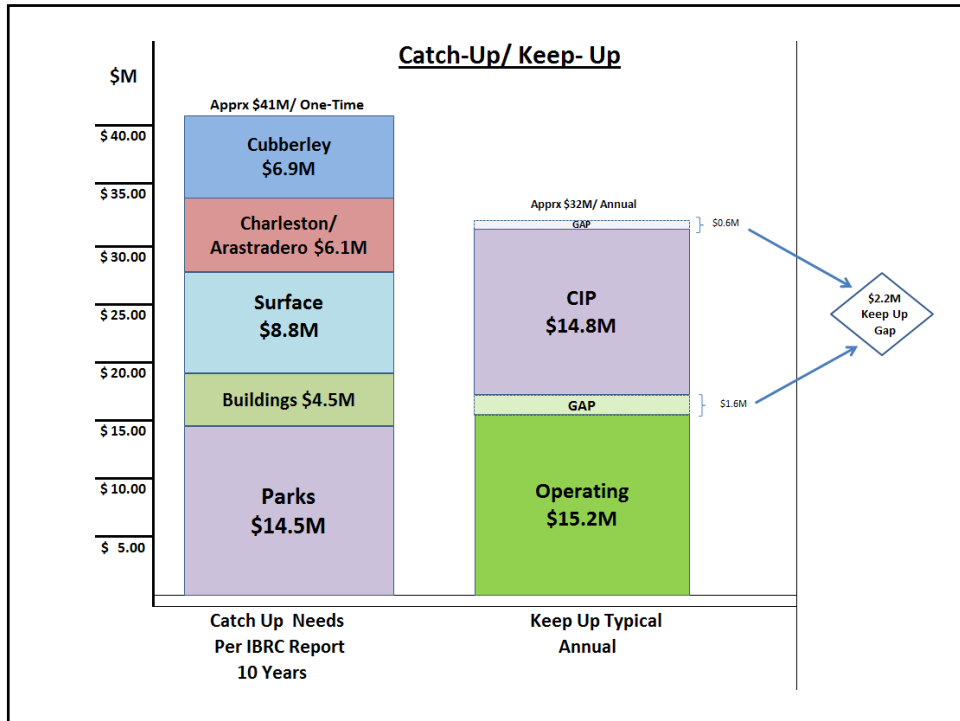 Catch-Up/ Keep- Up
$M
$ 40.00
$ 35.00
$ 30.00
$ 25.00
$ 20.00
$ 15.00
$ 10.00
$ 5.00
Apprx $41M/ One-Time
Cubberley
$6.9M
Charleston/
Arastradero $6.1M
Surface
$8.8M
Buildings $4.5M
Parks
$14.5M
Apprx $32M/ Annual
GAP
$0.6M
CIP
$14.8M
GAP
$1.6M
Operating
$15.2M
$2.2M
Keep Up
Gap
Catch Up Needs
Per IBRC Report
10 Years
Keep Up Typical
Annual